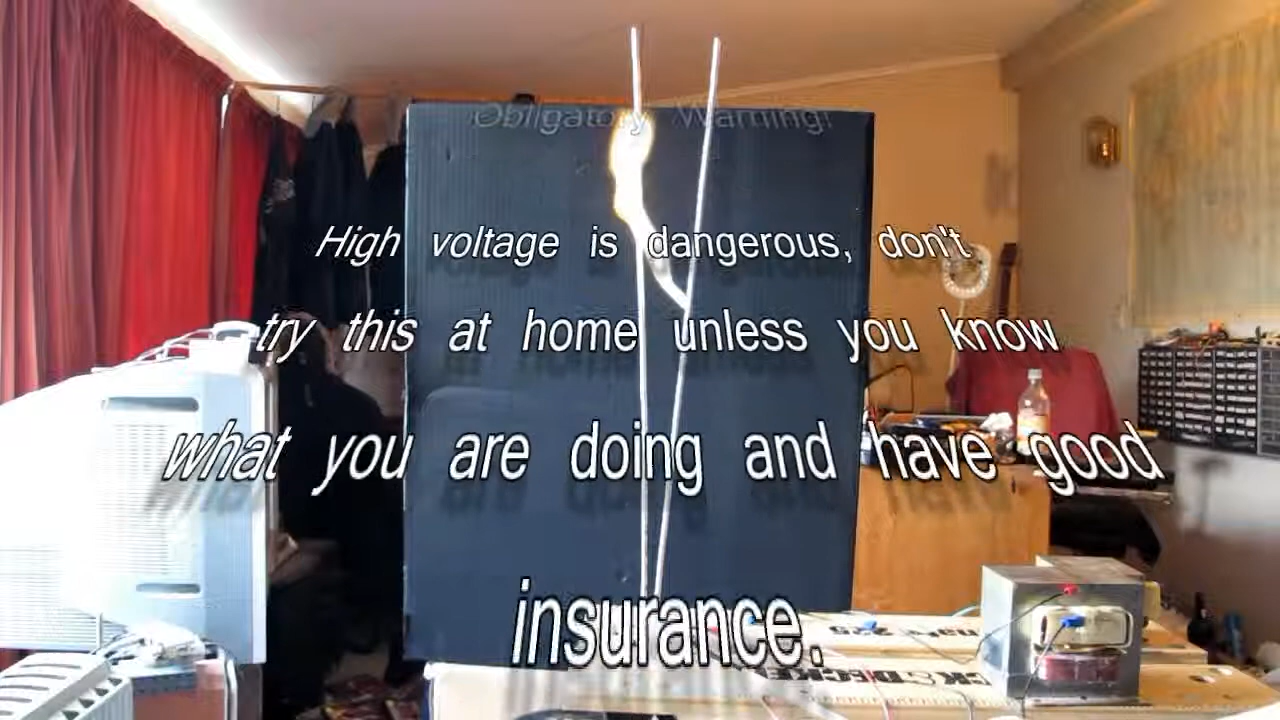 Obligatory Warning!
High voltage is dangerous, don't
try this at home unless you know
what you are doing and have good
insurance.